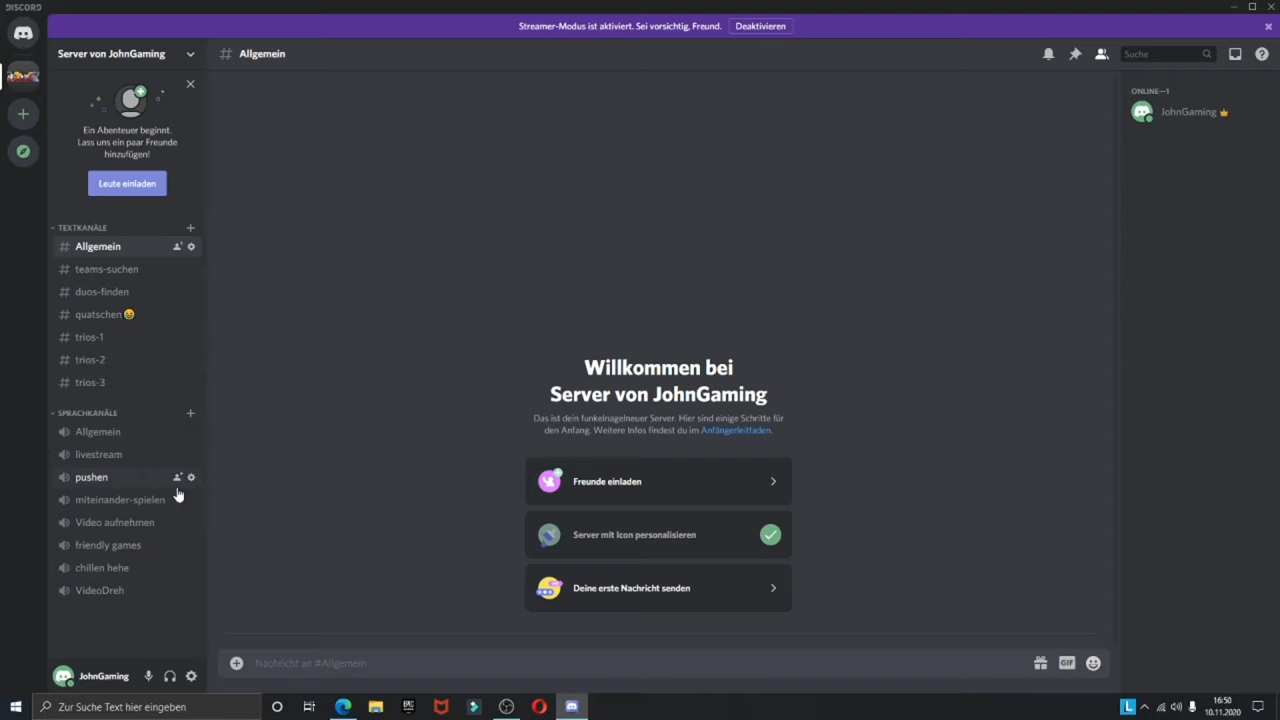 DISCORD
Streamer-Modus ist aktiviert. Sei vorsichtig, Freund.
Deaktivieren
Server von JohnGaming
# Allgemein
Suche
Ein Abenteuer beginnt.
Lass uns ein paar Freunde
hinzufügen!
Leute einladen
TEXTKANÄLE
# Allgemein
# teams-suchen
# duos-finden
# quatschen😄
# trios-1
# trios-2
# trios-3
SPRACHKANÄLE
Allgemein
livestream
pushen
miteinander-spielen
Video aufnehmen
friendly games
chillen hehe
VideoDreh
JohnGaming
Willkommen bei
Server von JohnGaming
Das ist dein funkelnagelneuer Server. Hier sind einige Schritte für
den Anfang. Weitere Infos findest du im Anfängerleitfaden.
Freunde einladen
Server mit Icon personalisieren
Deine erste Nachricht senden
Nachricht an #Allgemein
GIF
ONLINE—1
JohnGaming
Zur Suche Text hier eingeben
EPIC
L
16:50
10.11.2020